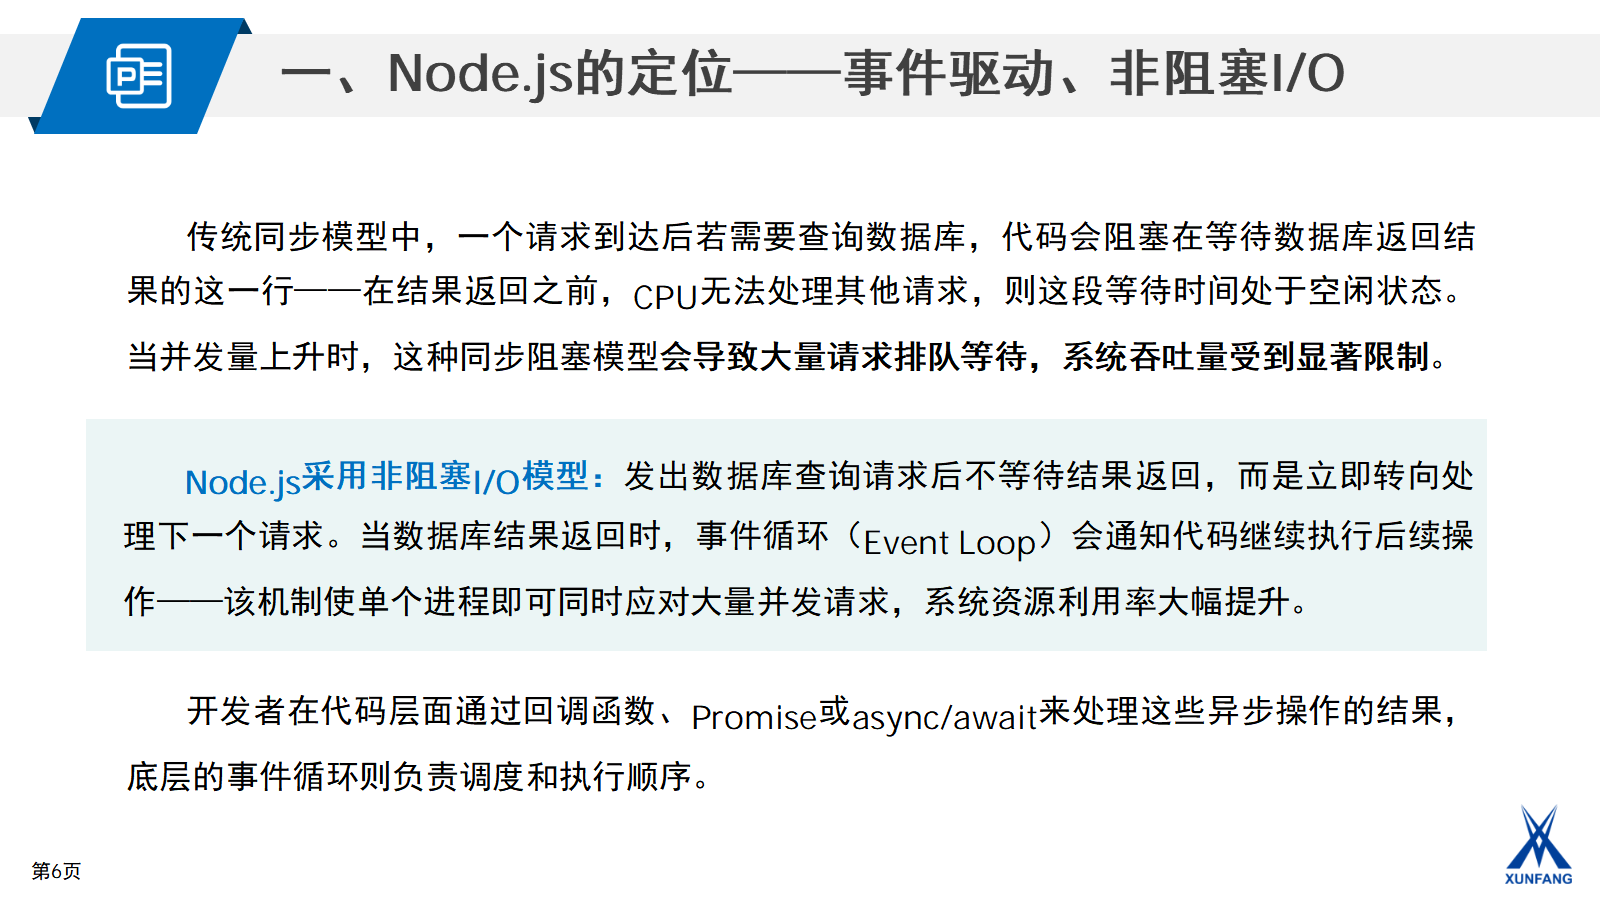 一、Node.js的定位——事件驱动、非阻塞I/O
传统同步模型中，一个请求到达后若需要查询数据库，代码会阻塞在等待数据库返回结
果的这一行——在结果返回之前，CPU无法处理其他请求，则这段等待时间处于空闲状态。
当并发量上升时，这种同步阻塞模型会导致大量请求排队等待，系统吞吐量受到显著限制。
Node.js采用非阻塞I/O模型：发出数据库查询请求后不等待结果返回，而是立即转向处
理下一个请求。当数据库结果返回时，事件循环（Event Loop）会通知代码继续执行后续操
作——该机制使单个进程即可同时应对大量并发请求，系统资源利用率大幅提升。
开发者在代码层面通过回调函数、Promise或async/await来处理这些异步操作的结果，
底层的事件循环则负责调度和执行顺序。
第6页
XUNFANG